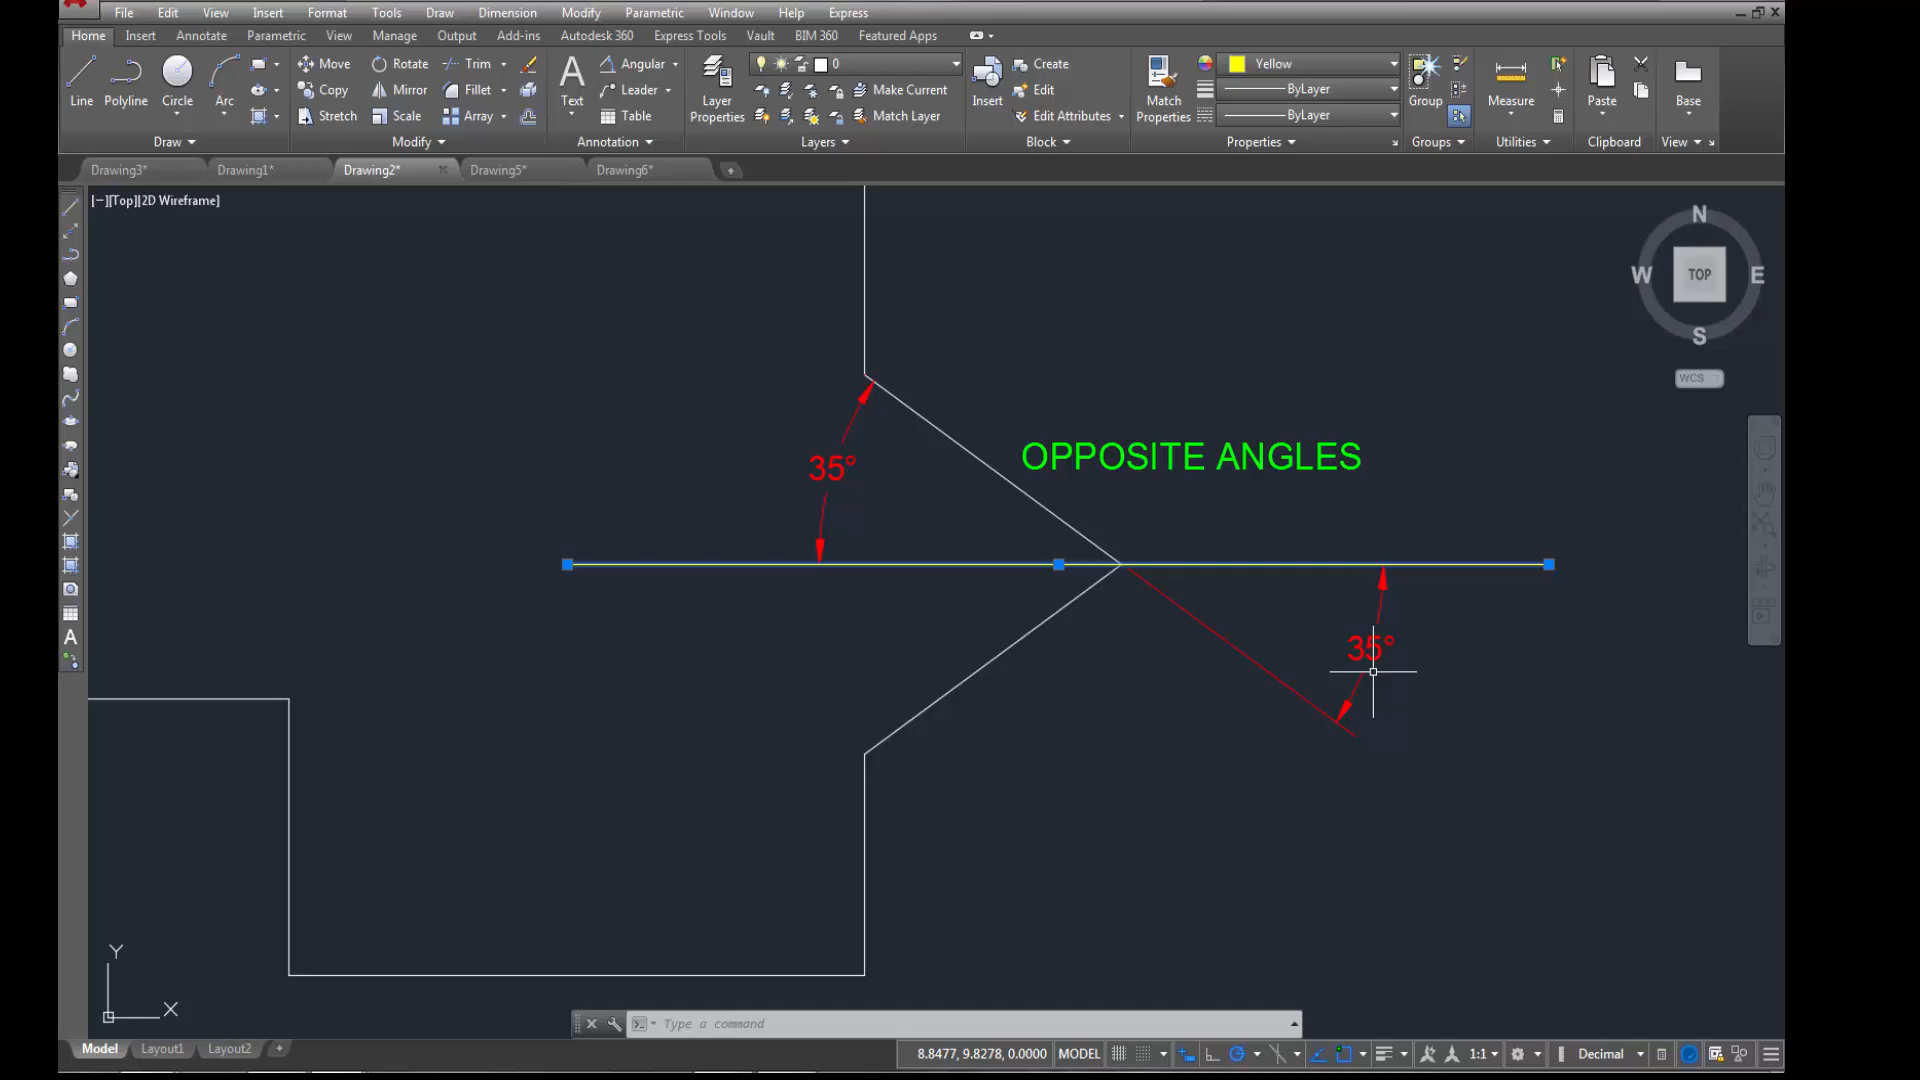 File Edit View Insert Format Tools Draw Dimension Modify Parametric Window Help Express
Home Insert Annotate Parametric View Manage Output Add-ins Autodesk 360 Express Tools Vault BIM 360 Featured Apps
Line Polyline Circle Arc
Move Rotate Trim
Copy Mirror Fillet
Stretch Scale Array
Text
Angular
Leader
Table
Layer
Properties
0
Make Current
Match Layer
Insert
Create
Edit
Edit Attributes
Match
Properties
Yellow
ByLayer
ByLayer
Group
Measure
Paste
Base
Draw Modify Annotation Layers Block Properties Groups Utilities Clipboard View
Drawing3* Drawing1* Drawing2* Drawing5* Drawing6*
[−][Top][2D Wireframe]
N
W TOP E
S
WCS
OPPOSITE ANGLES
35°
35°
Y
X
Type a command
Model Layout1 Layout2
8.8477, 9.8278, 0.0000 MODEL 1:1 Decimal